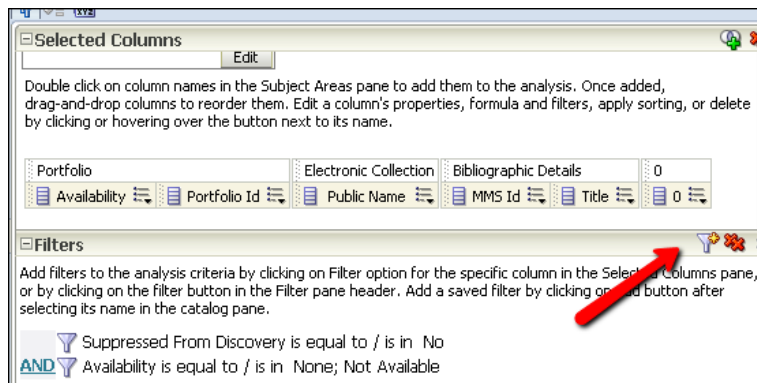 XYZ
Selected Columns
Edit
Double click on column names in the Subject Areas pane to add them to the analysis. Once added,
drag-and-drop columns to reorder them. Edit a column's properties, formula and filters, apply sorting, or delete
by clicking or hovering over the button next to its name.
Portfolio Electronic Collection Bibliographic Details 0
Availability Portfolio Id Public Name MMS Id Title 0
Filters
Add filters to the analysis criteria by clicking on Filter option for the specific column in the Selected Columns pane,
or by clicking on the filter button in the Filter pane header. Add a saved filter by clicking on button after
selecting its name in the catalog pane.
Suppressed From Discovery is equal to / is in No
AND Availability is equal to / is in None; Not Available